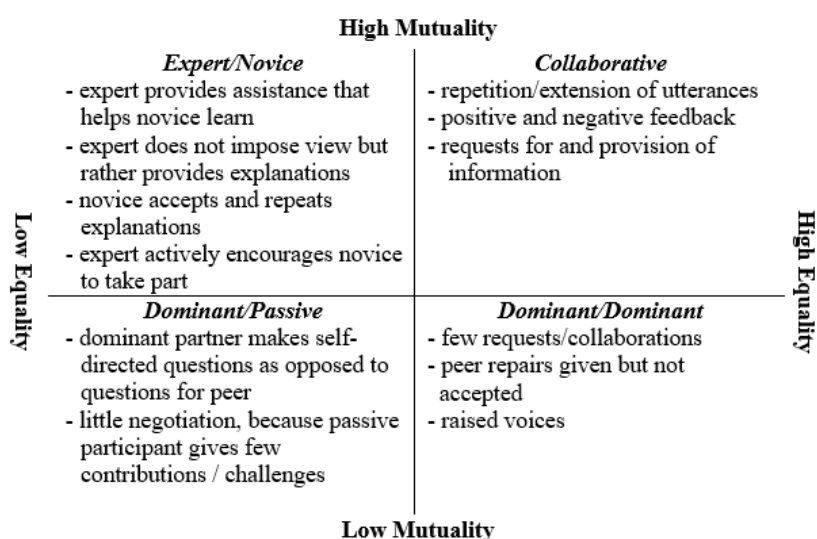 High Mutuality
Expert/Novice
- expert provides assistance that
helps novice learn
- expert does not impose view but
rather provides explanations
- novice accepts and repeats
explanations
- expert actively encourages novice
to take part
Collaborative
- repetition/extension of utterances
- positive and negative feedback
- requests for and provision of
information
Low Equality
High Equality
Dominant/Passive
- dominant partner makes self-
directed questions as opposed to
questions for peer
- little negotiation, because passive
participant gives few
contributions / challenges
Dominant/Dominant
- few requests/collaborations
- peer repairs given but not
accepted
- raised voices
Low Mutuality